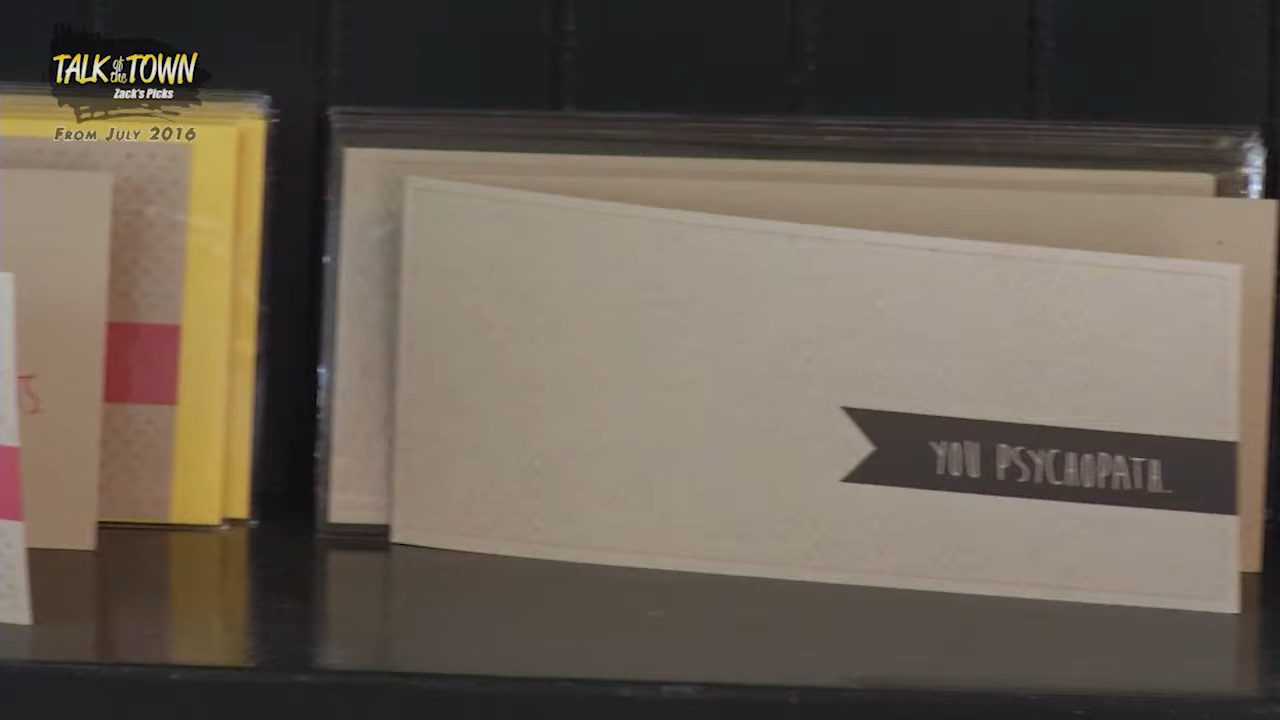 TALK of the TOWN
Zack's Picks
FROM JULY 2016
YOU PSYCHOPATH.